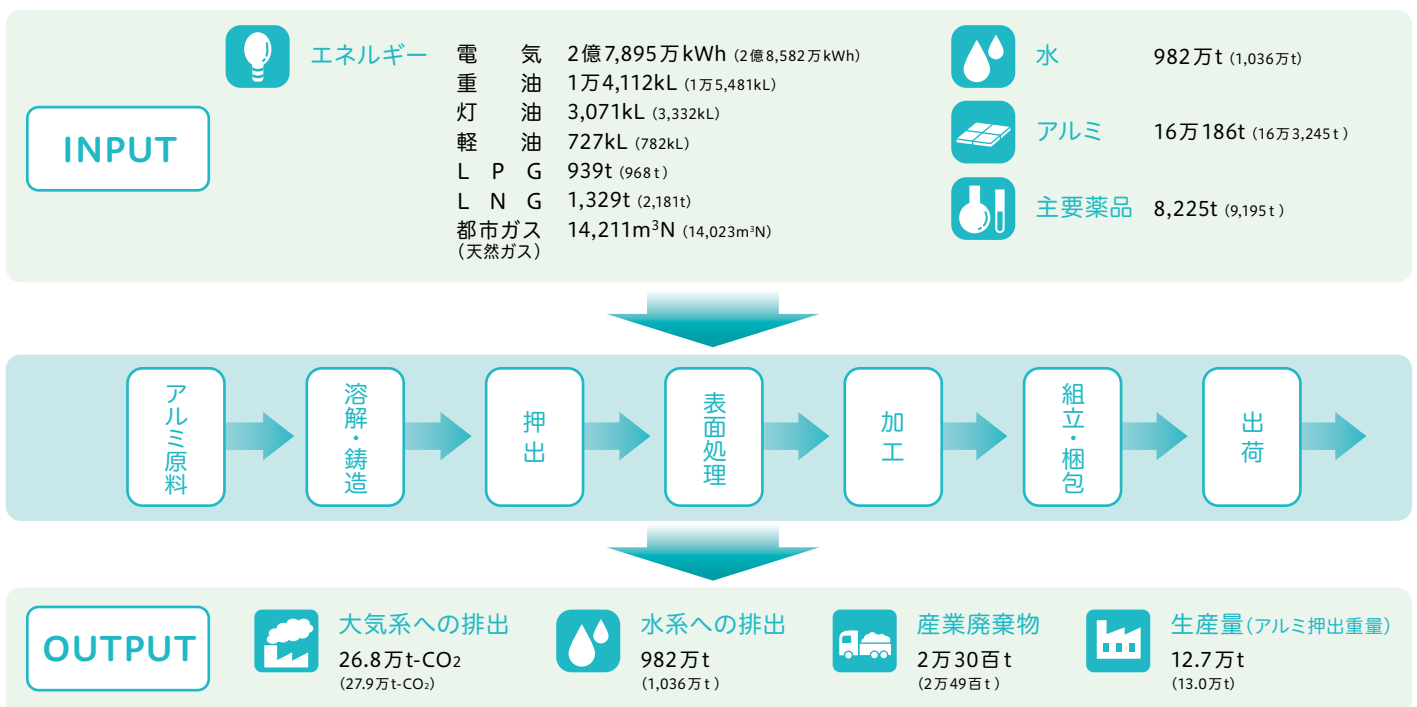 INPUT
エネルギー
電気 2億7,895万kWh (2億8,582万kWh)
重油 1万4,112kL (1万5,481kL)
灯油 3,071kL (3,332kL)
軽油 727kL (782kL)
LPG 939t (968t)
LNG 1,329t (2,181t)
都市ガス 14,211m³N (14,023m³N)
(天然ガス)
水 982万t (1,036万t)
アルミ 16万186t (16万3,245t)
主要薬品 8,225t (9,195t)
アルミ原料
溶解・鋳造
押出
表面処理
加工
組立・梱包
出荷
OUTPUT
大気系への排出
26.8万t-CO₂
(27.9万t-CO₂)
水系への排出
982万t
(1,036万t)
産業廃棄物
2万30百t
(2万49百t)
生産量(アルミ押出重量)
12.7万t
(13.0万t)